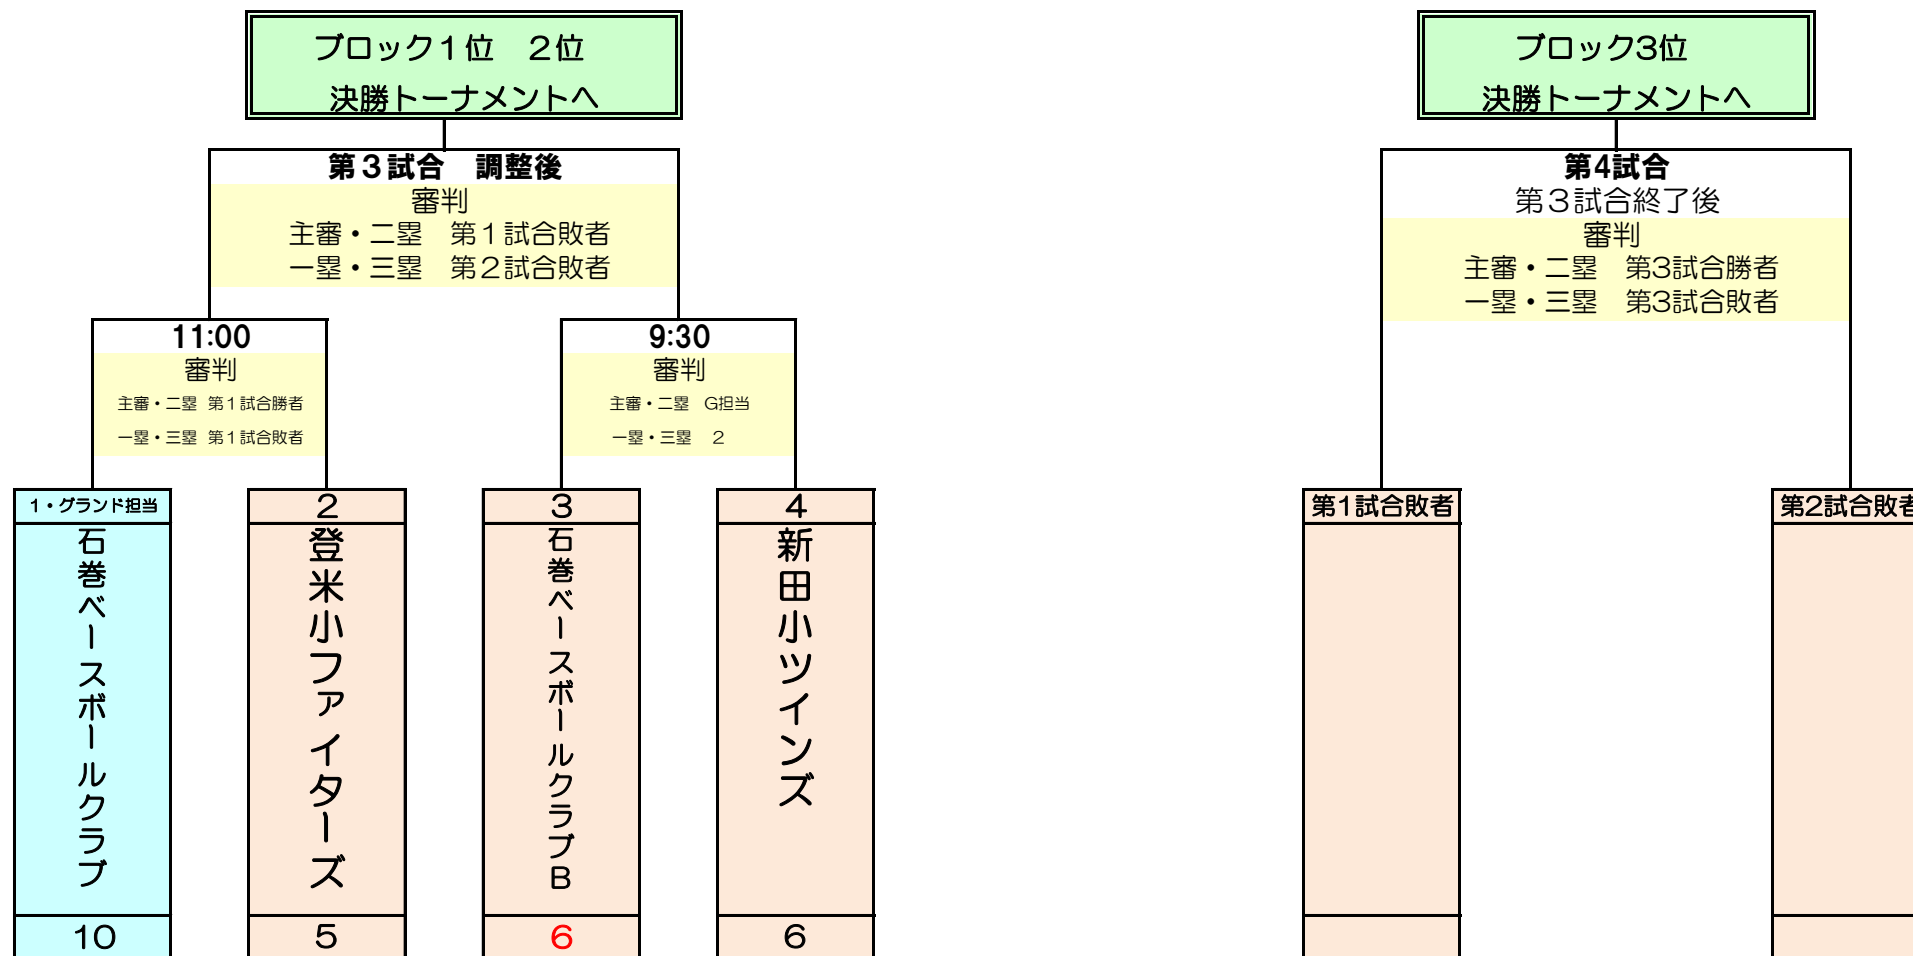 ブロック１位　２位
決勝トーナメントへ
第３試合　調整後
審判
主審・二塁　第１試合敗者
一塁・三塁　第２試合敗者
11:00
審判
主審・二塁 第１試合勝者
一塁・三塁 第１試合敗者
9:30
審判
主審・二塁　G担当
一塁・三塁　２
1・グランド担当
石巻ベースボールクラブ
10
2
登米小ファイターズ
5
3
石巻ベースボールクラブB
6
4
新田小ツインズ
6
ブロック3位
決勝トーナメントへ
第4試合
第３試合終了後
審判
主審・二塁　第3試合勝者
一塁・三塁　第3試合敗者
第1試合敗者
第2試合敗者